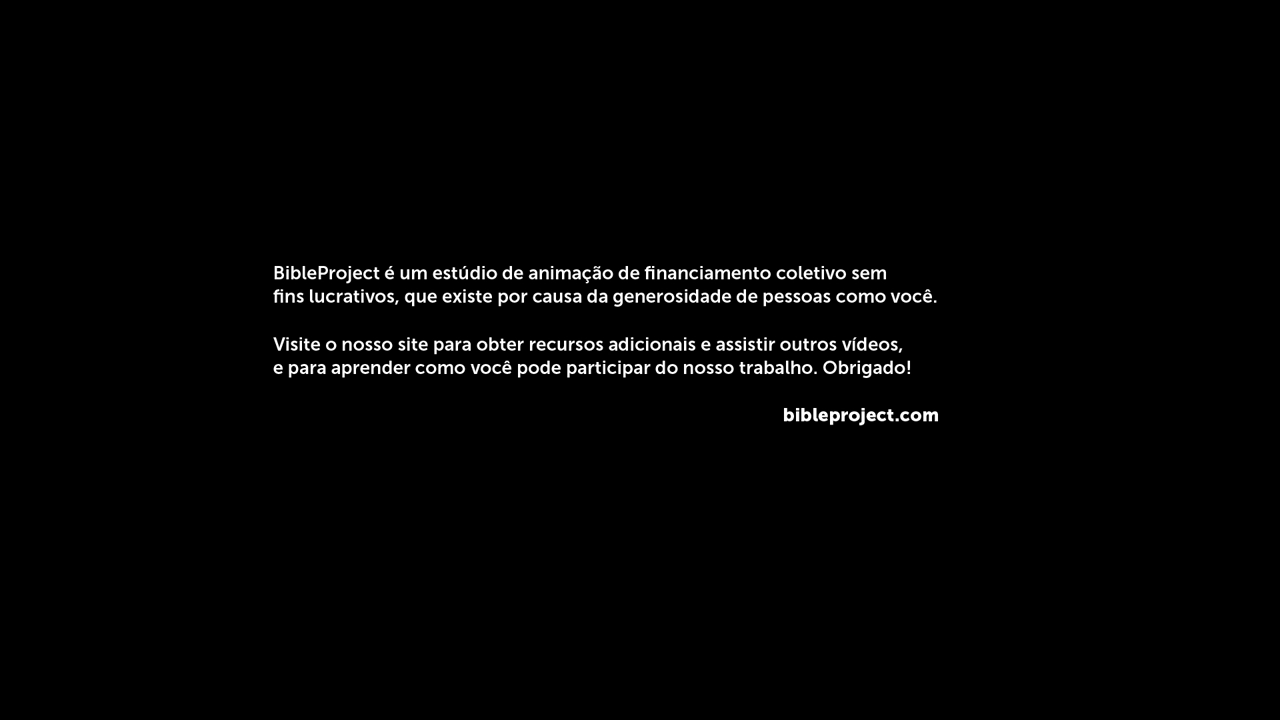 BibleProject é um estúdio de animação de financiamento coletivo sem
fins lucrativos, que existe por causa da generosidade de pessoas como você.
Visite o nosso site para obter recursos adicionais e assistir outros vídeos,
e para aprender como você pode participar do nosso trabalho. Obrigado!
bibleproject.com